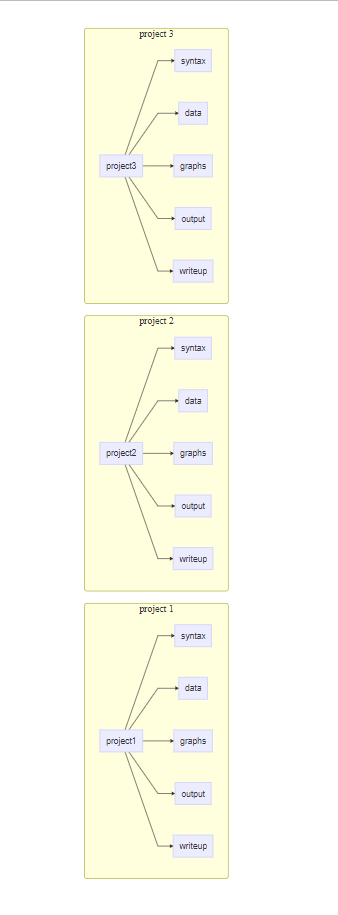 project 3
syntax
data
project3
graphs
output
writeup
project 2
syntax
data
project2
graphs
output
writeup
project 1
syntax
data
project1
graphs
output
writeup